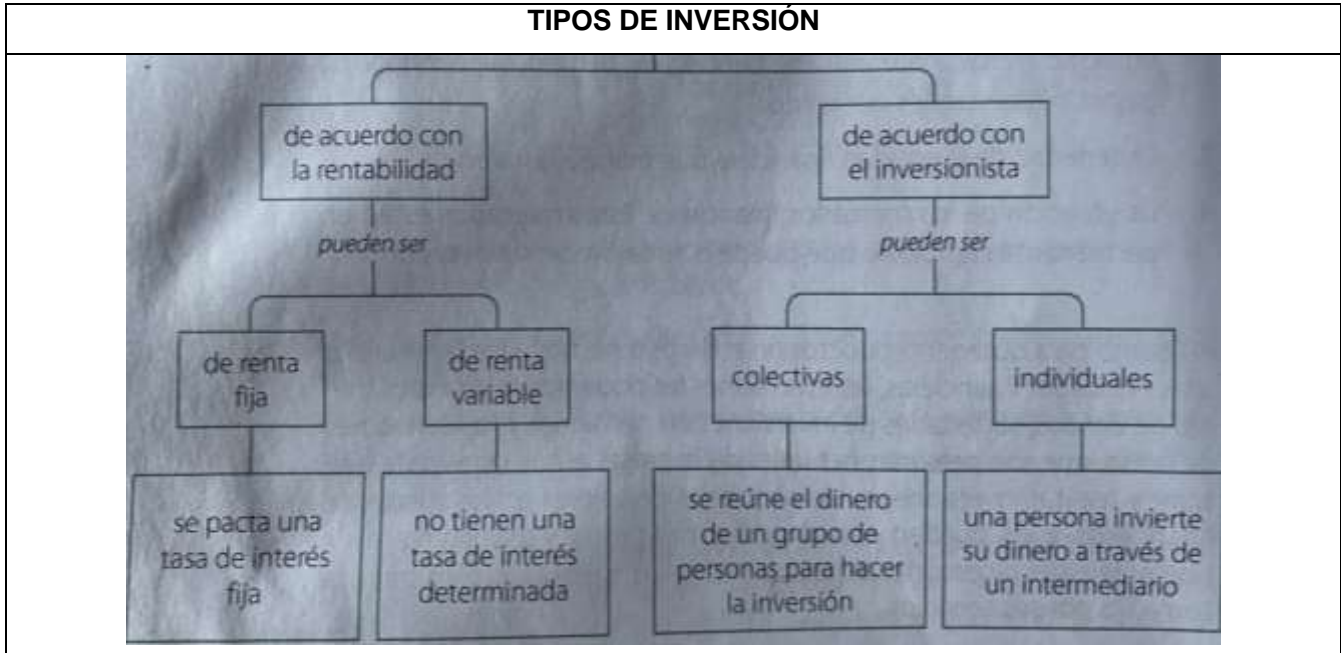 TIPOS DE INVERSIÓN
de acuerdo con
la rentabilidad
de acuerdo con
el inversionista
pueden ser
pueden ser
de renta
fija
de renta
variable
colectivas
individuales
se pacta una
tasa de interés
fija
no tienen una
tasa de interés
determinada
se reúne el dinero
de un grupo de
personas para hacer
la inversión
una persona invierte
su dinero a través de
un intermediario